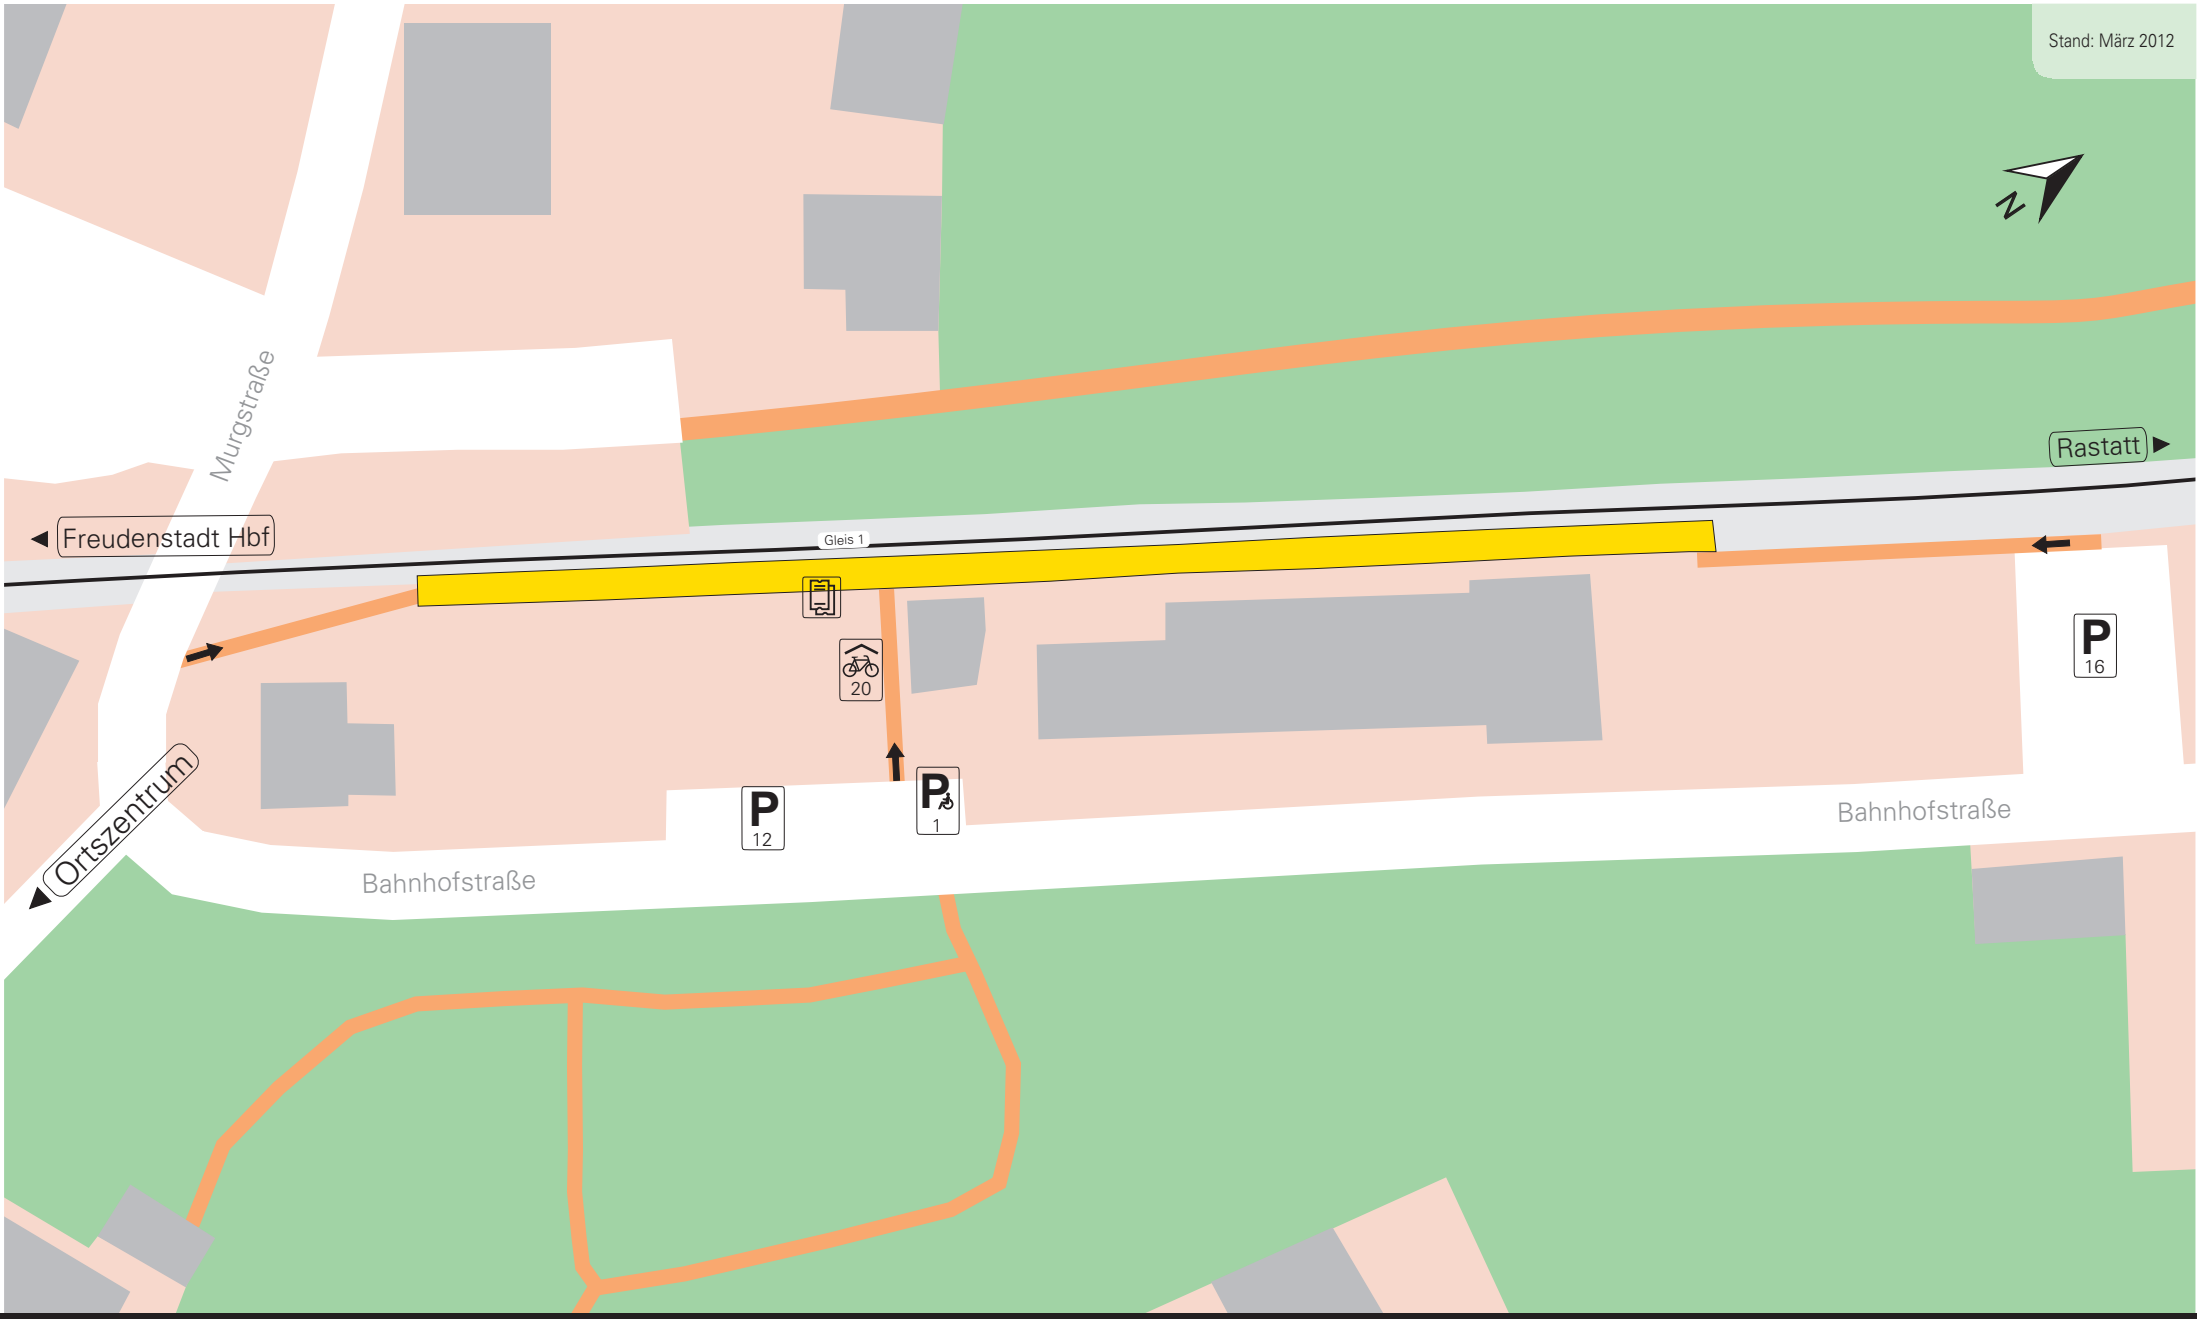 Stand: März 2012
N
Murgstraße
Rastatt
Freudenstadt Hbf
Gleis 1
20
P
16
Ortszentrum
P
12
P
1
Bahnhofstraße
Bahnhofstraße